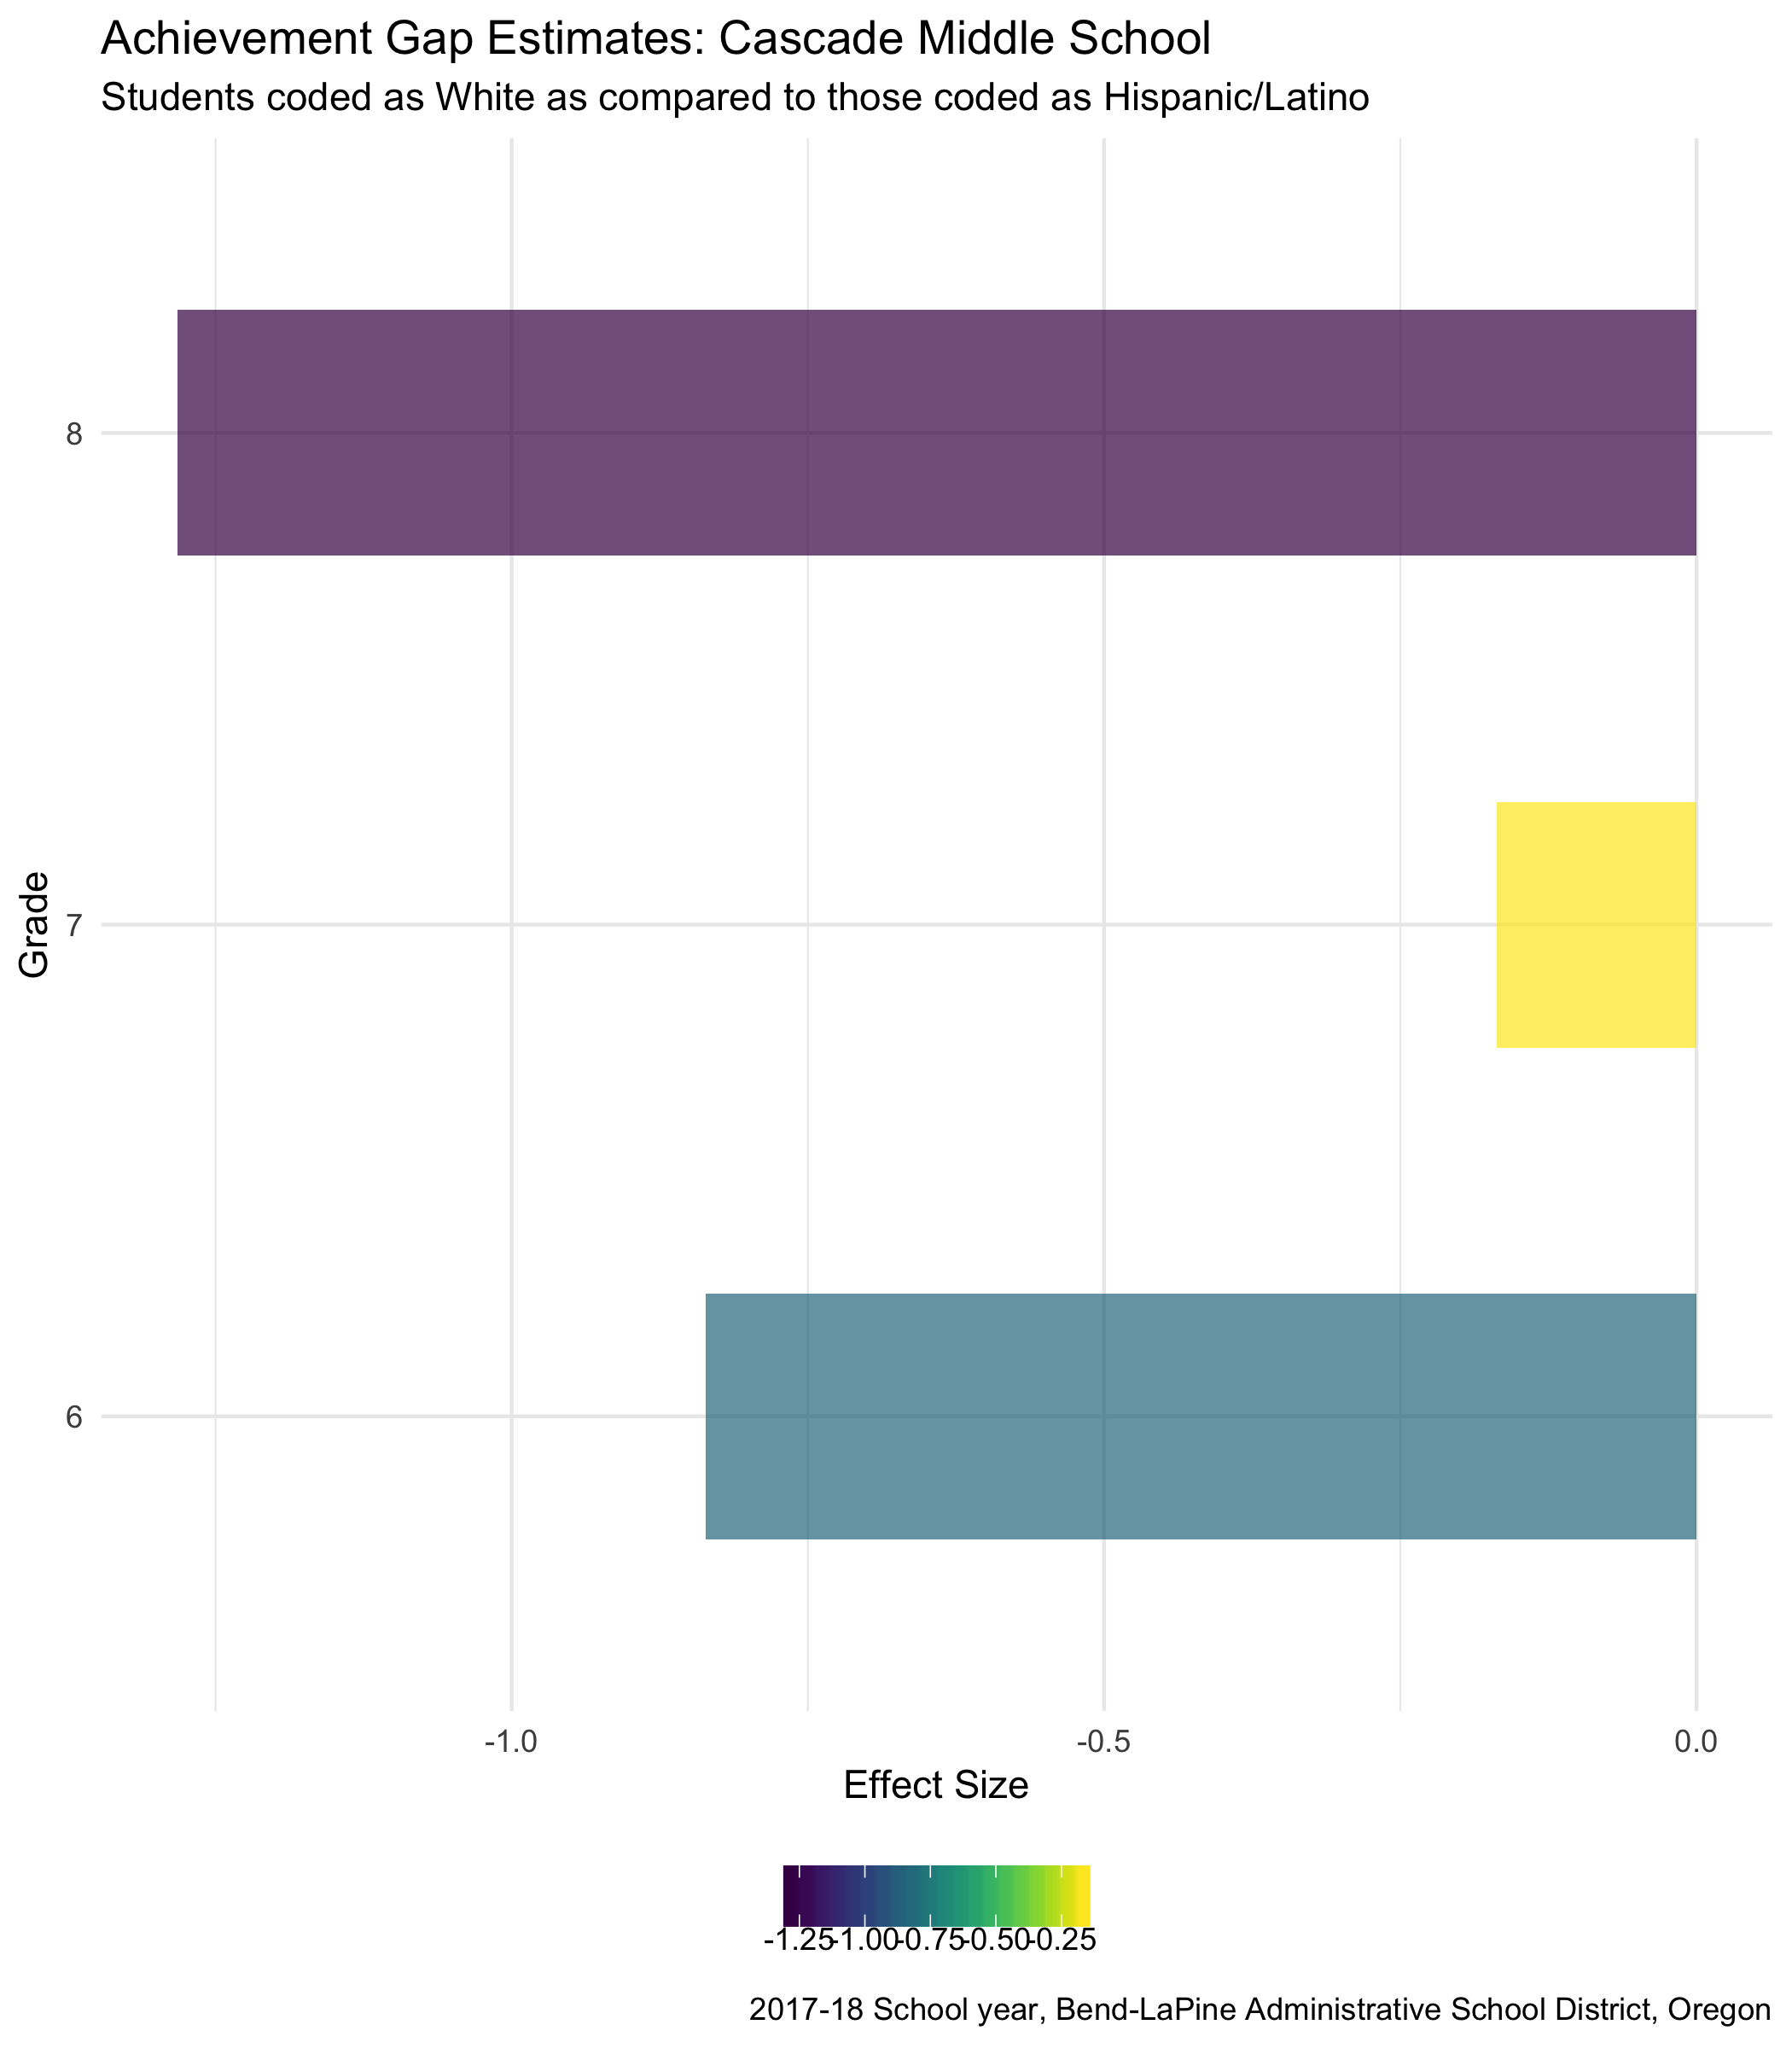 Achievement Gap Estimates: Cascade Middle School
Students coded as White as compared to those coded as Hispanic/Latino
8
7
6
Grade
-1.0 -0.5 0.0
Effect Size
-1.25 -1.00 -0.75 -0.50 -0.25
2017-18 School year, Bend-LaPine Administrative School District, Oregon